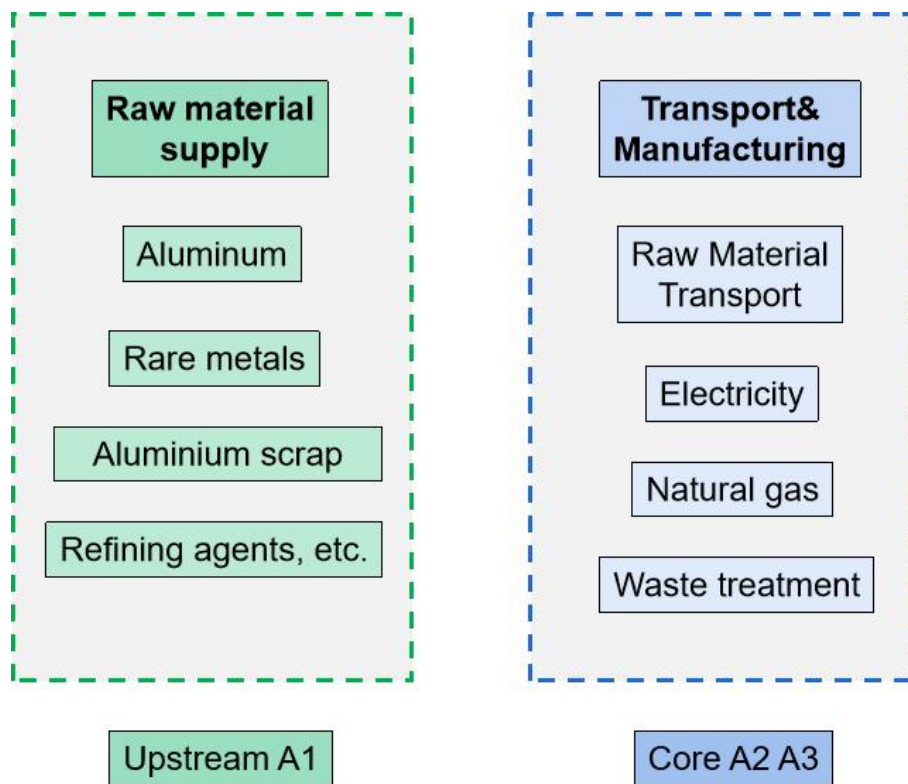 Raw material
supply
Aluminum
Rare metals
Aluminium scrap
Refining agents, etc.
Upstream A1
Transport&
Manufacturing
Raw Material
Transport
Electricity
Natural gas
Waste treatment
Core A2 A3